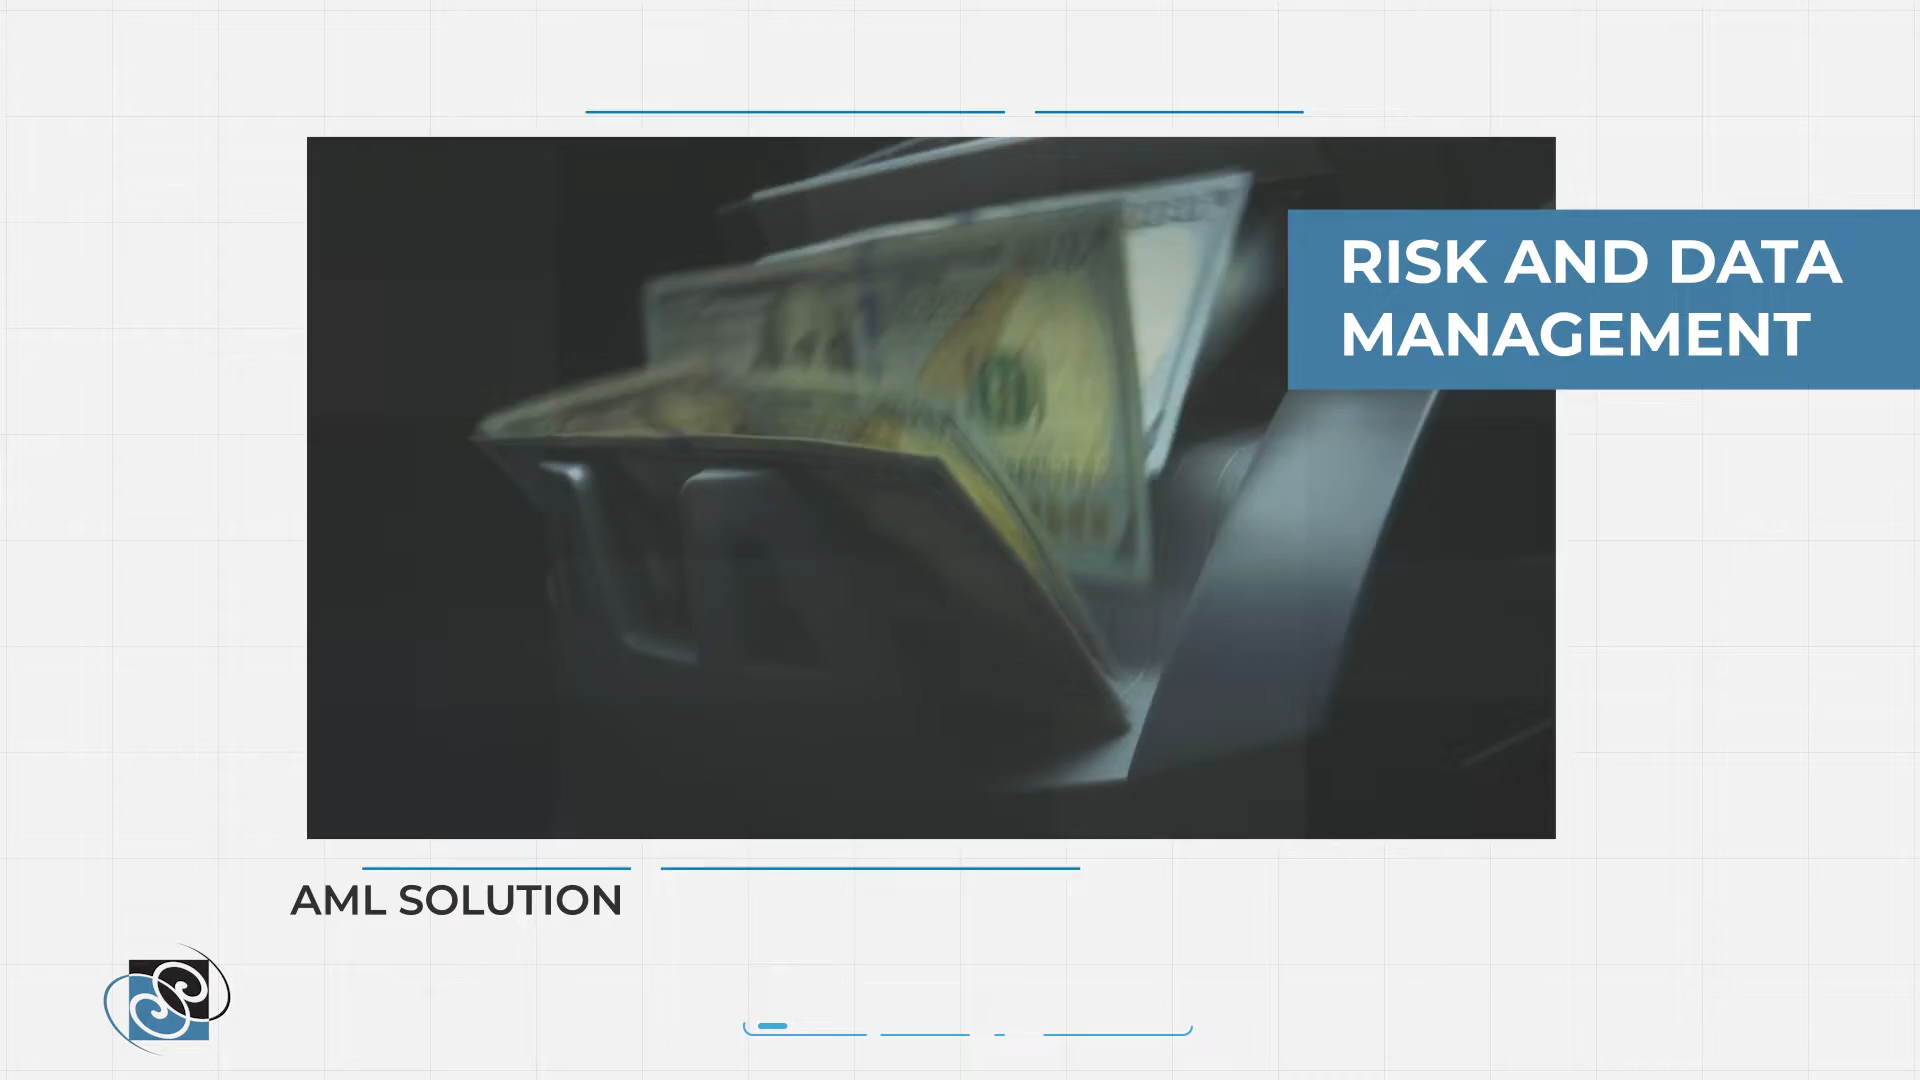 RISK AND DATA
MANAGEMENT
AML SOLUTION